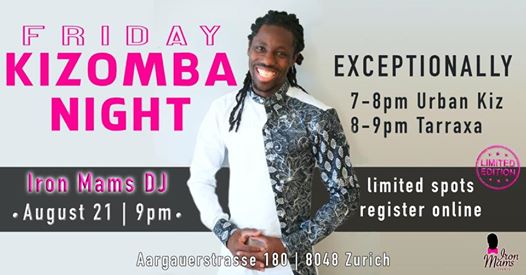 FRIDAY
KIZOMBA
NIGHT
EXCEPTIONALLY
7-8pm Urban Kiz
8-9pm Tarraxa
LIMITED
EDITION
Iron Mams DJ
• August 21 | 9pm •
limited spots
register online
Aargauerstrasse 180 | 8048 Zurich
Iron
Mams